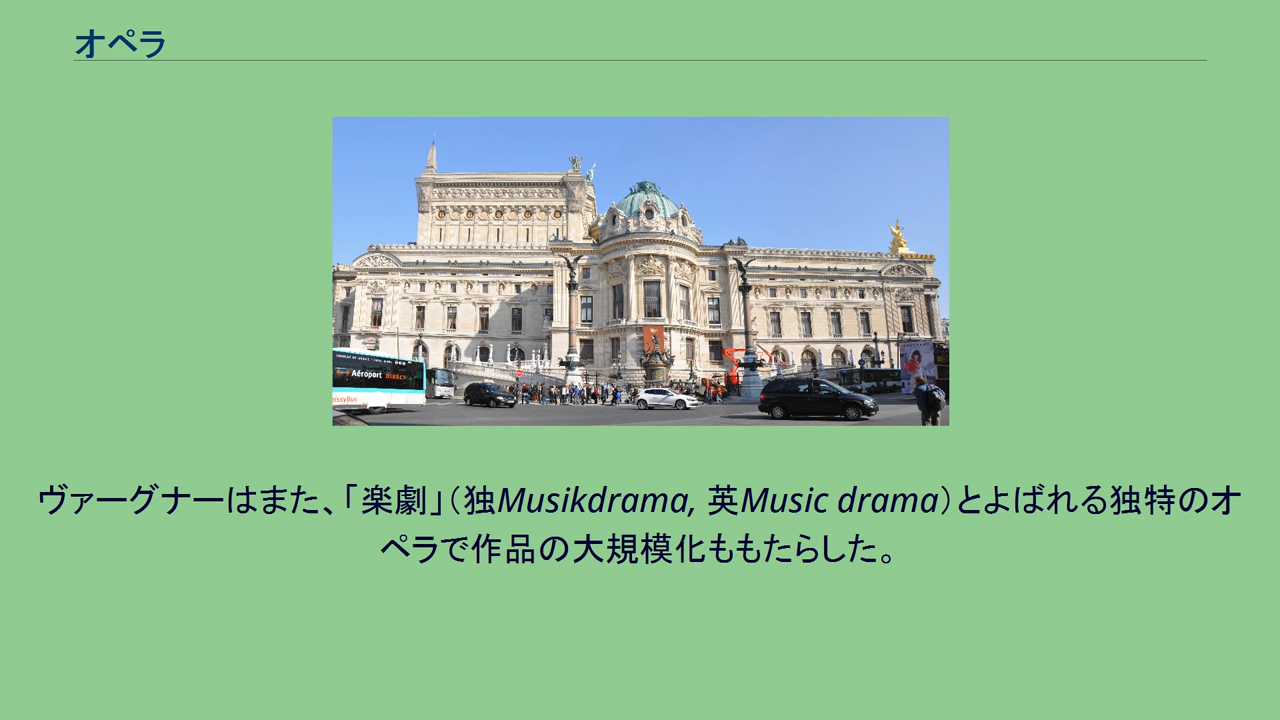 オペラ
Aéroport DIRECT
issyBus
ヴァーグナーはまた、「楽劇」（独Musikdrama, 英Music drama）とよばれる独特のオ
ペラで作品の大規模化ももたらした。